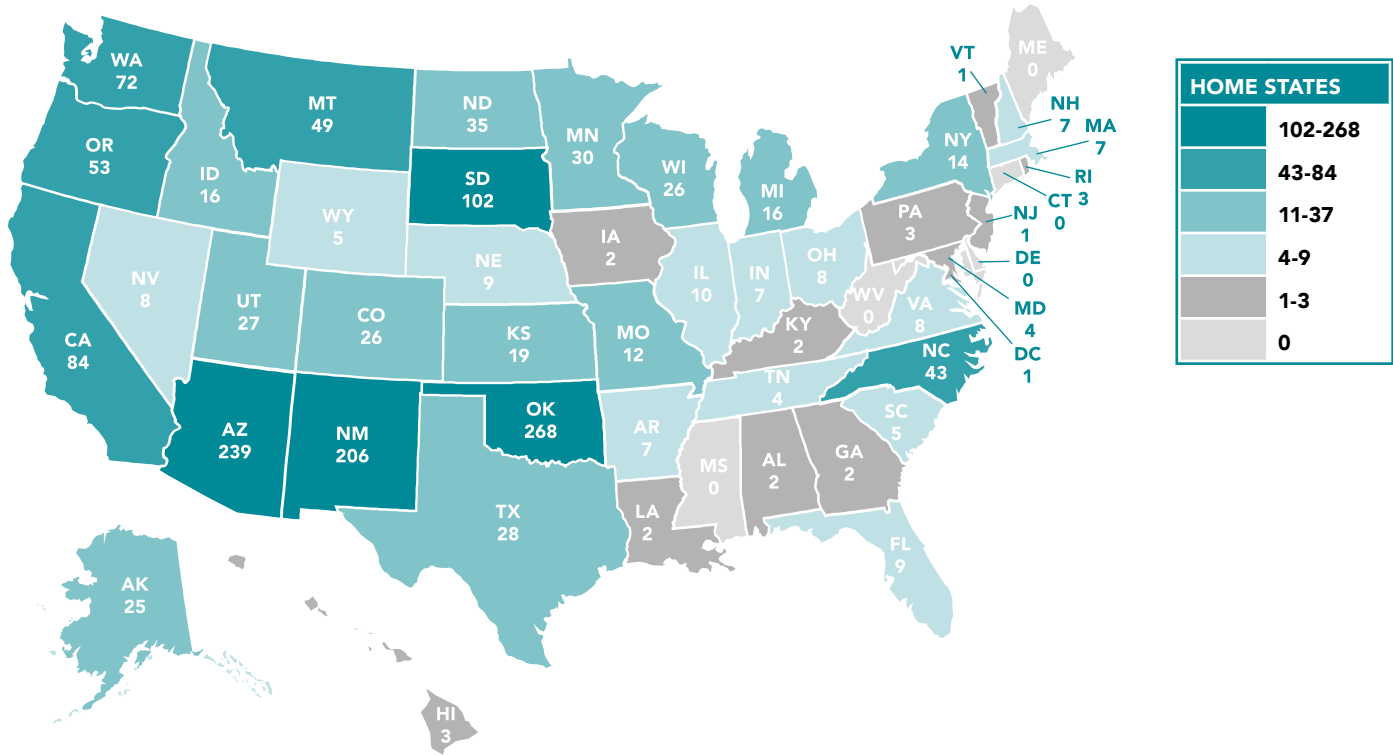 WA
72
OR
53
CA
84
NV
8
ID
16
MT
49
WY
5
UT
27
CO
26
AZ
239
NM
206
ND
35
SD
102
NE
9
KS
19
OK
268
TX
28
MN
30
IA
2
MO
12
AR
7
LA
2
WI
26
IL
10
MI
16
IN
7
OH
8
KY
2
TN
4
MS
0
AL
2
GA
2
FL
9
SC
5
NC
43
VA
8
WV
0
PA
3
NY
14
VT
1
ME
0
NH
7
MA
7
RI
3
CT
0
NJ
1
DE
0
MD
4
DC
1
AK
25
HI
3
HOME STATES
102-268
43-84
11-37
4-9
1-3
0